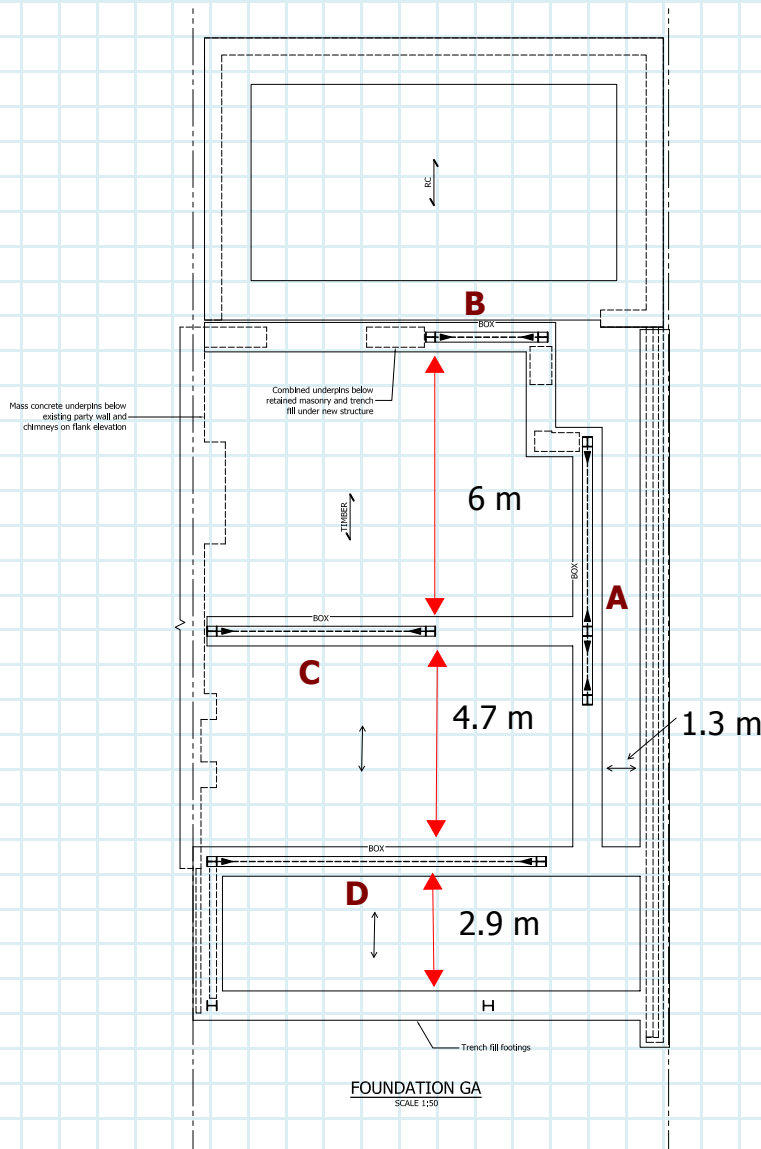 RC
B
BOX
Mass concrete underpins below
existing party wall and
chimneys on flank elevation
Combined underpins below
retained masonry and trench
fill under new structure
6 m
TIMBER
BOX
A
BOX
C
4.7 m
1.3 m
BOX
D
2.9 m
Trench fill footings
FOUNDATION GA
SCALE 1:50